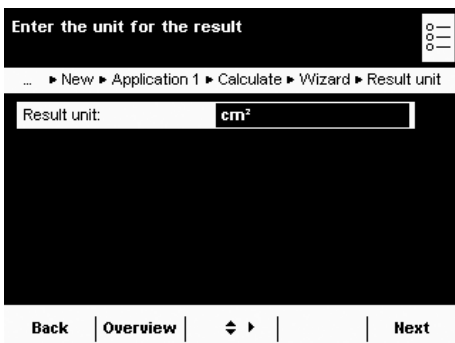 Enter the unit for the result
... ▸ New ▸ Application 1 ▸ Calculate ▸ Wizard ▸ Result unit
Result unit: cm²
Back Overview Next